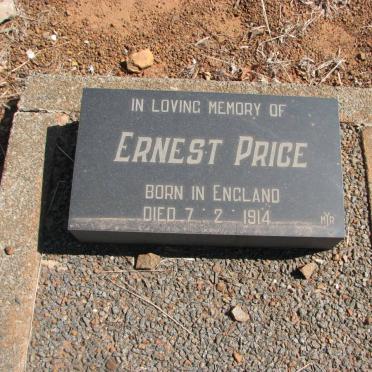 IN LOVING MEMORY OF
ERNEST PRICE
BORN IN ENGLAND
DIED 7 · 2 · 1914